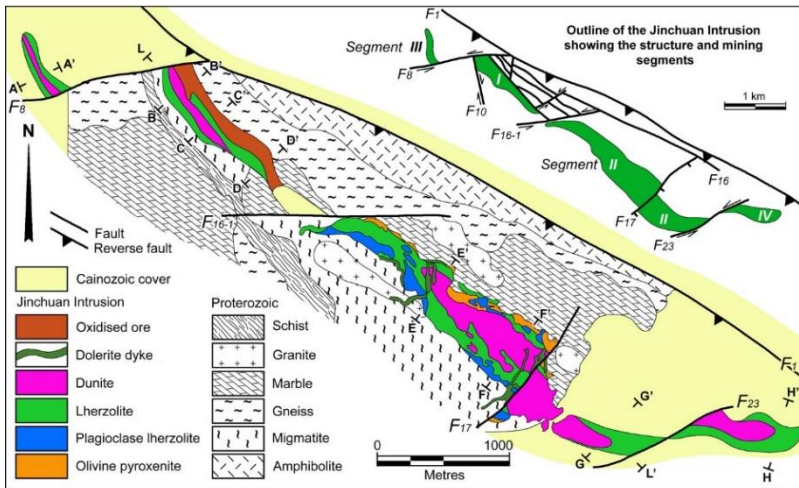 Outline of the Jinchuan Intrusion
showing the structure and mining
segments
F1
Segment III
F8
I
F10
F16-1
Segment II
II
F17
F16
F23
IV
1 km
L
A
A'
F8
B'
B
C'
C
D'
D
F16-1
E'
E
F'
F
F17
F1
F23
G'
G
H'
H
L'
N
Fault
Reverse fault
Cainozoic cover
Jinchuan Intrusion
Oxidised ore
Dolerite dyke
Dunite
Lherzolite
Plagioclase lherzolite
Olivine pyroxenite
Proterozoic
Schist
Granite
Marble
Gneiss
Migmatite
Amphibolite
0 1000
Metres